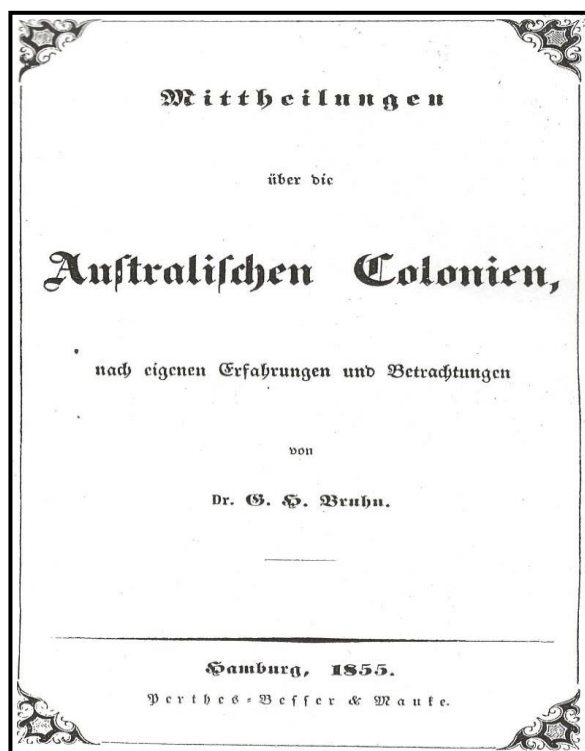 Mittheilungen
über die
Auſtraliſchen Colonien,
nach eigenen Erfahrungen und Betrachtungen
von
Dr. G. H. Bruhn.
Hamburg, 1855.
Perthes-Beſſer & Mauke.